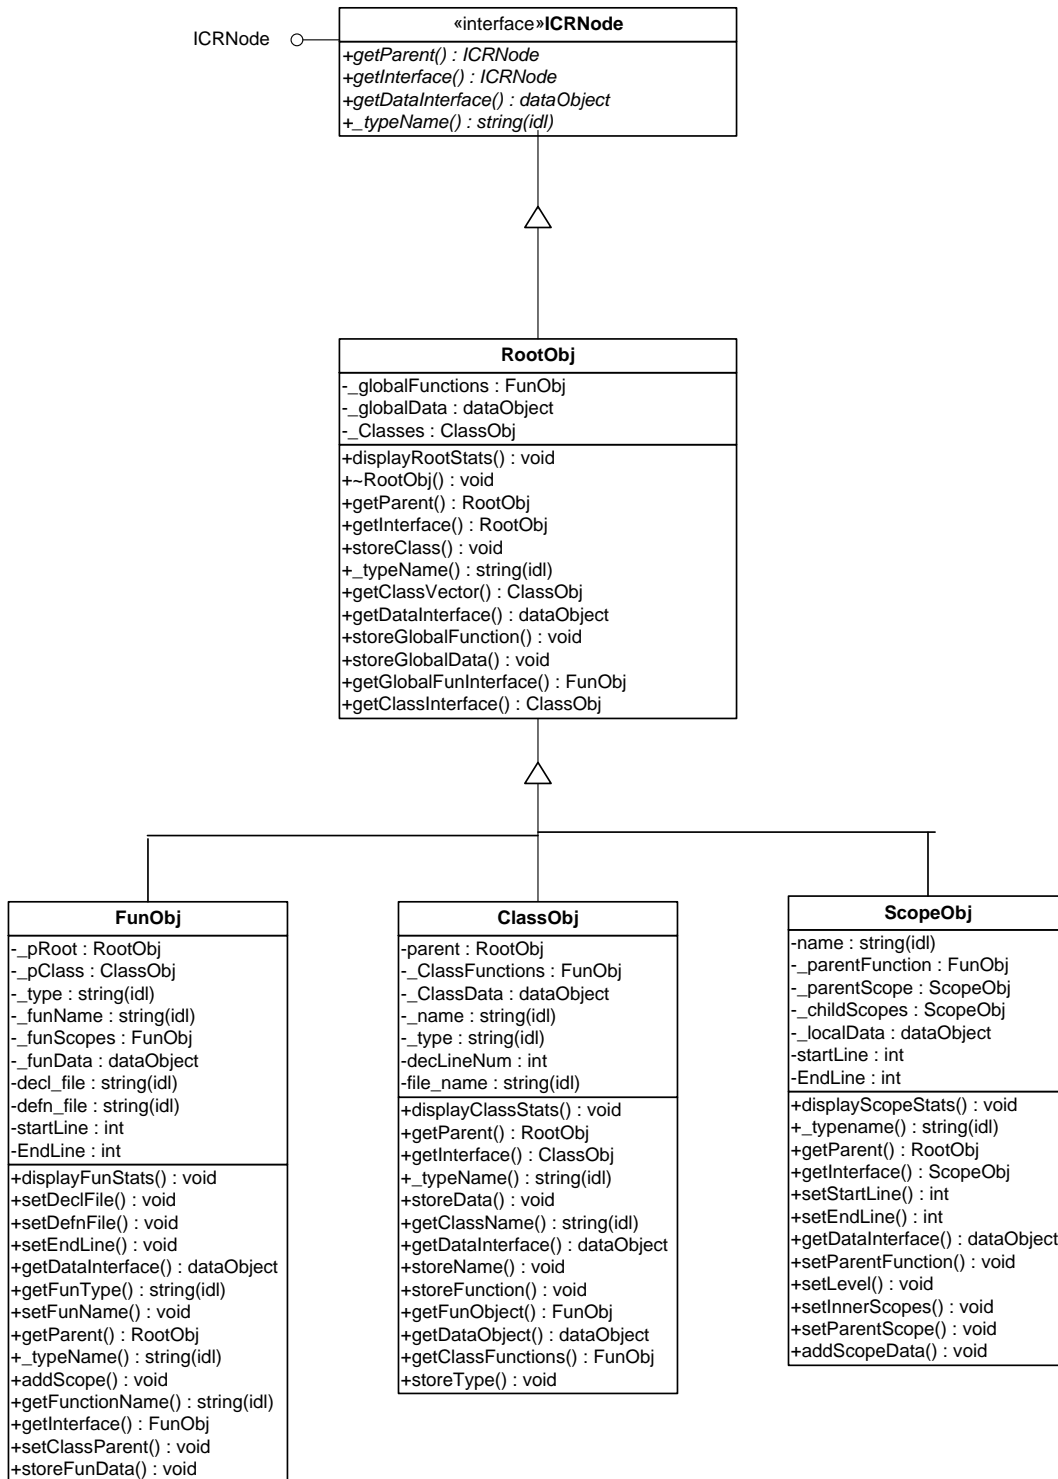 «interface»ICRNode
ICRNode
+getParent() : ICRNode
+getInterface() : ICRNode
+getDataInterface() : dataObject
+_typeName() : string(idl)
RootObj
-_globalFunctions : FunObj
-_globalData : dataObject
-_Classes : ClassObj
+displayRootStats() : void
+~RootObj() : void
+getParent() : RootObj
+getInterface() : RootObj
+storeClass() : void
+_typeName() : string(idl)
+getClassVector() : ClassObj
+getDataInterface() : dataObject
+storeGlobalFunction() : void
+storeGlobalData() : void
+getGlobalFunInterface() : FunObj
+getClassInterface() : ClassObj
FunObj
-_pRoot : RootObj
-_pClass : ClassObj
-_type : string(idl)
-_funName : string(idl)
-_funScopes : FunObj
-_funData : dataObject
-decl_file : string(idl)
-defn_file : string(idl)
-startLine : int
-EndLine : int
+displayFunStats() : void
+setDeclFile() : void
+setDefnFile() : void
+setEndLine() : void
+getDataInterface() : dataObject
+getFunType() : string(idl)
+setFunName() : void
+getParent() : RootObj
+_typeName() : string(idl)
+addScope() : void
+getFunctionName() : string(idl)
+getInterface() : FunObj
+setClassParent() : void
+storeFunData() : void
ClassObj
-parent : RootObj
-_ClassFunctions : FunObj
-_ClassData : dataObject
-_name : string(idl)
-_type : string(idl)
-decLineNum : int
-file_name : string(idl)
+displayClassStats() : void
+getParent() : RootObj
+getInterface() : ClassObj
+_typeName() : string(idl)
+storeData() : void
+getClassName() : string(idl)
+getDataInterface() : dataObject
+storeName() : void
+storeFunction() : void
+getFunObject() : FunObj
+getDataObject() : dataObject
+getClassFunctions() : FunObj
+storeType() : void
ScopeObj
-name : string(idl)
-_parentFunction : FunObj
-_parentScope : ScopeObj
-_childScopes : ScopeObj
-_localData : dataObject
-startLine : int
-EndLine : int
+displayScopeStats() : void
+_typename() : string(idl)
+getParent() : RootObj
+getInterface() : ScopeObj
+setStartLine() : int
+setEndLine() : int
+getDataInterface() : dataObject
+setParentFunction() : void
+setLevel() : void
+setInnerScopes() : void
+setParentScope() : void
+addScopeData() : void